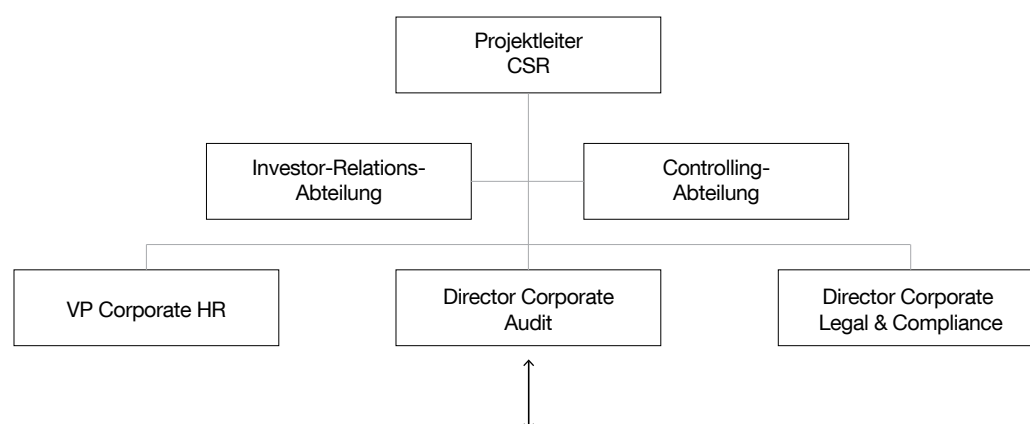 Projektleiter
CSR
Investor-Relations-
Abteilung
Controlling-
Abteilung
VP Corporate HR
Director Corporate
Audit
Director Corporate
Legal & Compliance